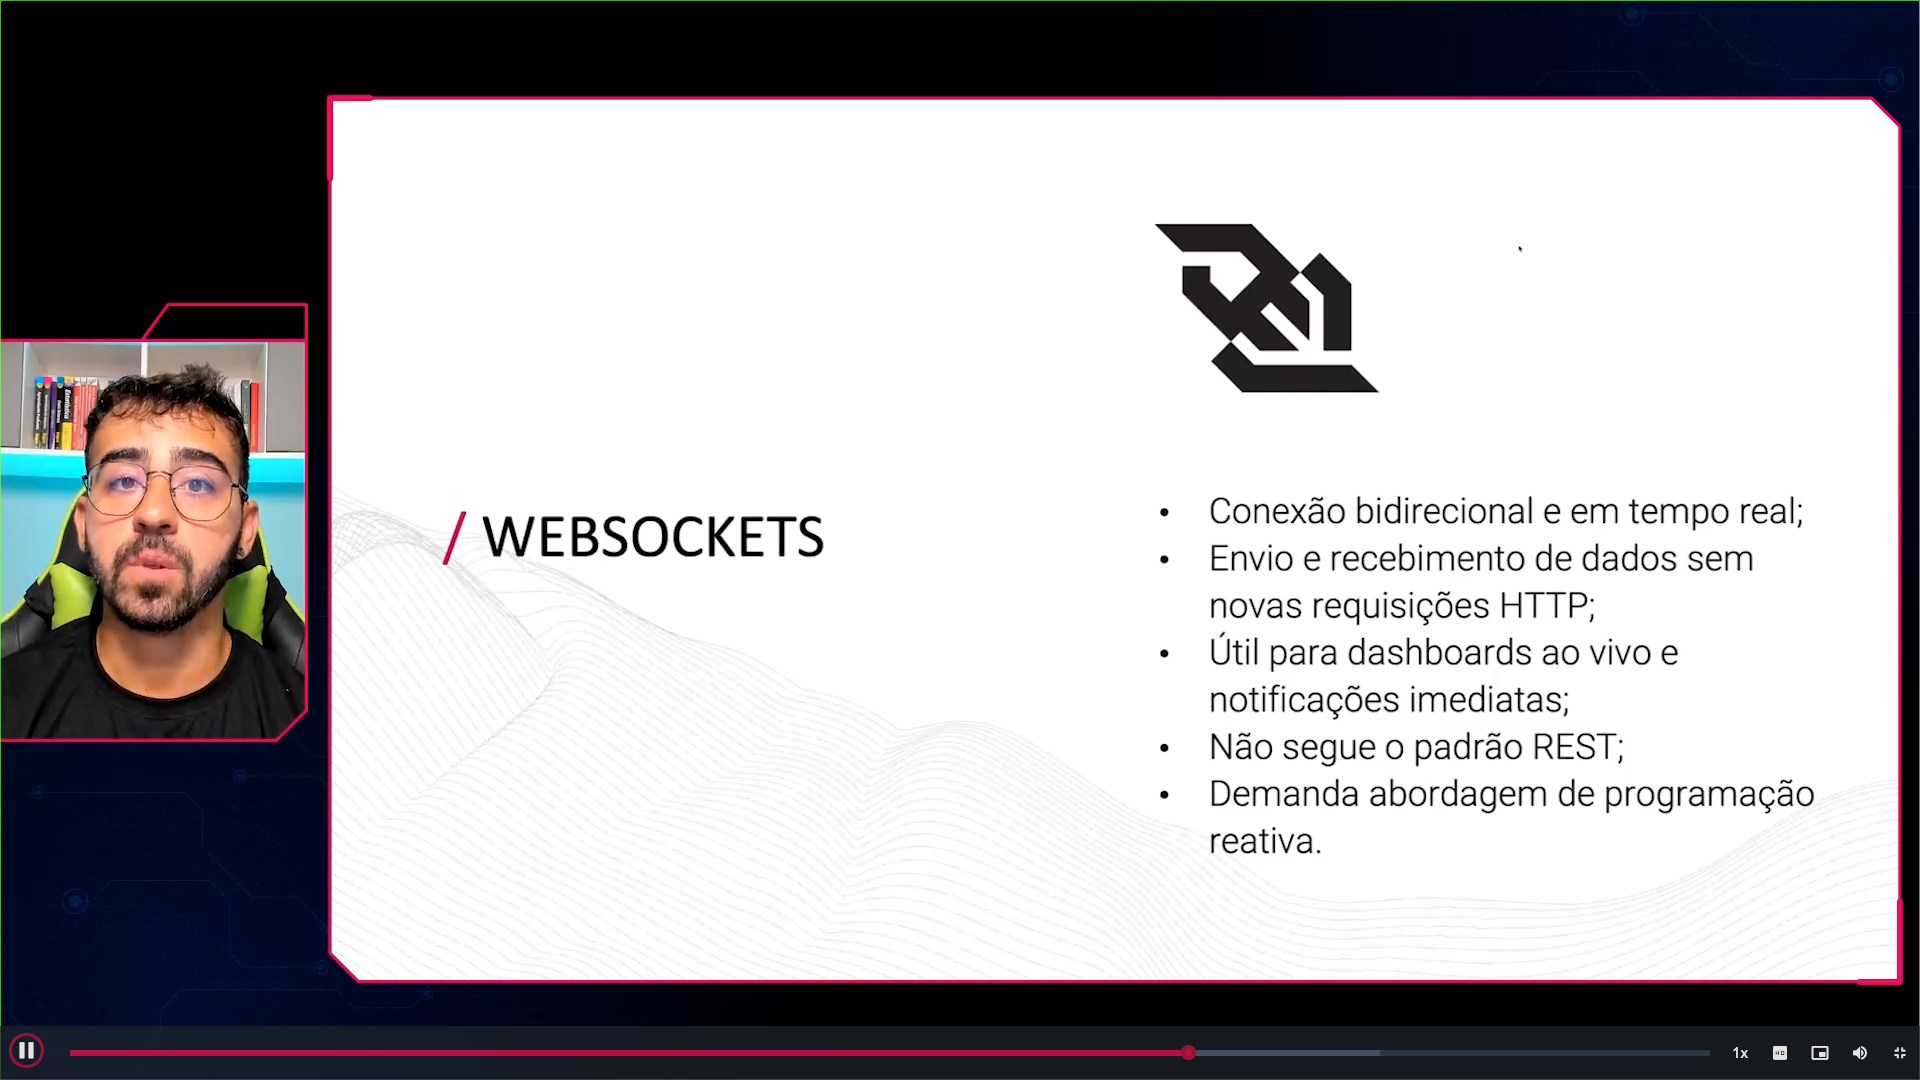 / WEBSOCKETS
• Conexão bidirecional e em tempo real;
• Envio e recebimento de dados sem
novas requisições HTTP;
• Útil para dashboards ao vivo e
notificações imediatas;
• Não segue o padrão REST;
• Demanda abordagem de programação
reativa.
1x